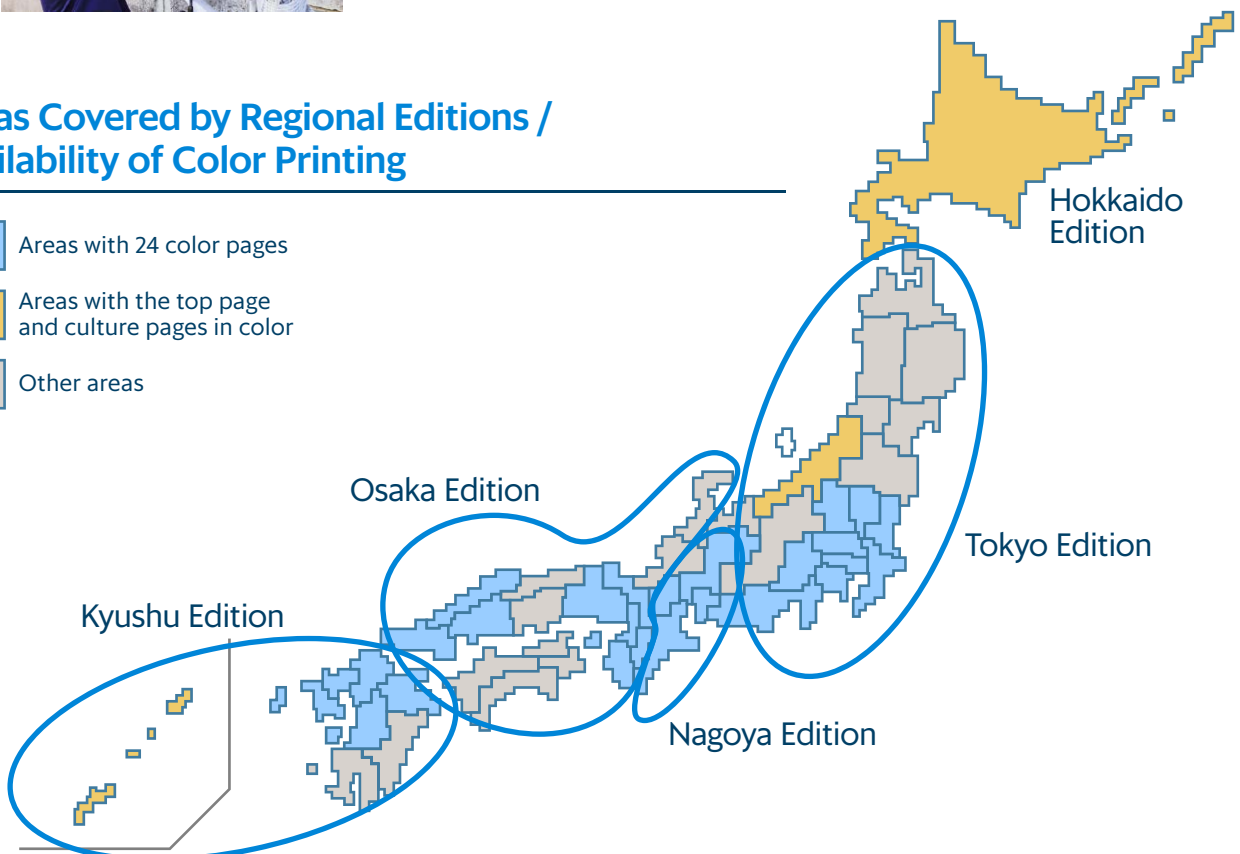 as Covered by Regional Editions /
ilability of Color Printing
Areas with 24 color pages
Areas with the top page
and culture pages in color
Other areas
Hokkaido
Edition
Osaka Edition
Tokyo Edition
Kyushu Edition
Nagoya Edition